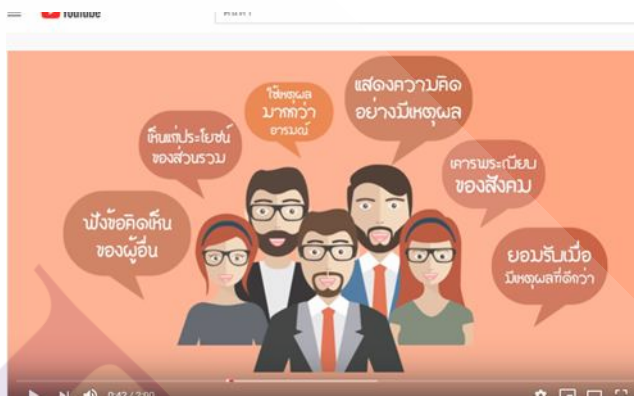 YouTube
ค้นหา
แสดงความคิด
อย่างมีเหตุผล
ใช้เหตุผล
มากกว่า
อารมณ์
เห็นแก่ประโยชน์
ของส่วนรวม
เคารพระเบียบ
ของสังคม
ฟังข้อคิดเห็น
ของผู้อื่น
ยอมรับเมื่อ
มีเหตุผลที่ดีกว่า